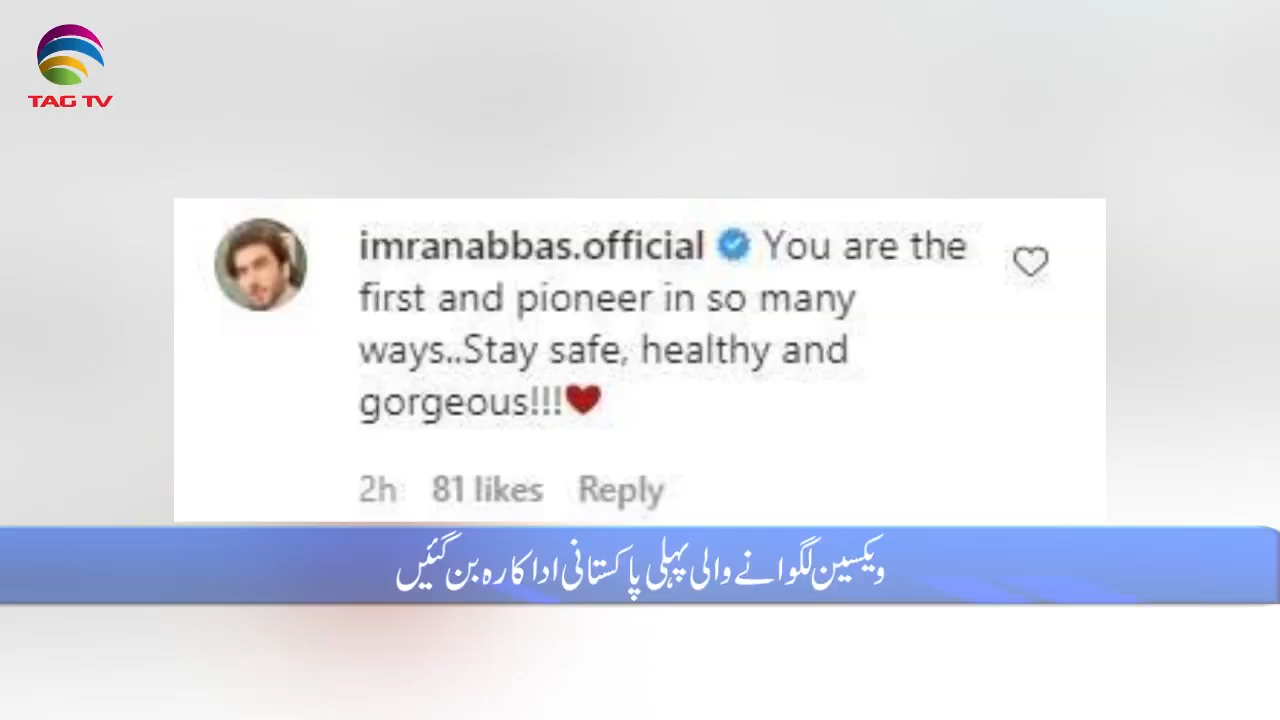 TAG TV
imranabbas.official You are the
first and pioneer in so many
ways..Stay safe, healthy and
gorgeous!!!❤
2h 81 likes Reply
ویکسین لگوانے والی پہلی پاکستانی اداکارہ بن گئیں